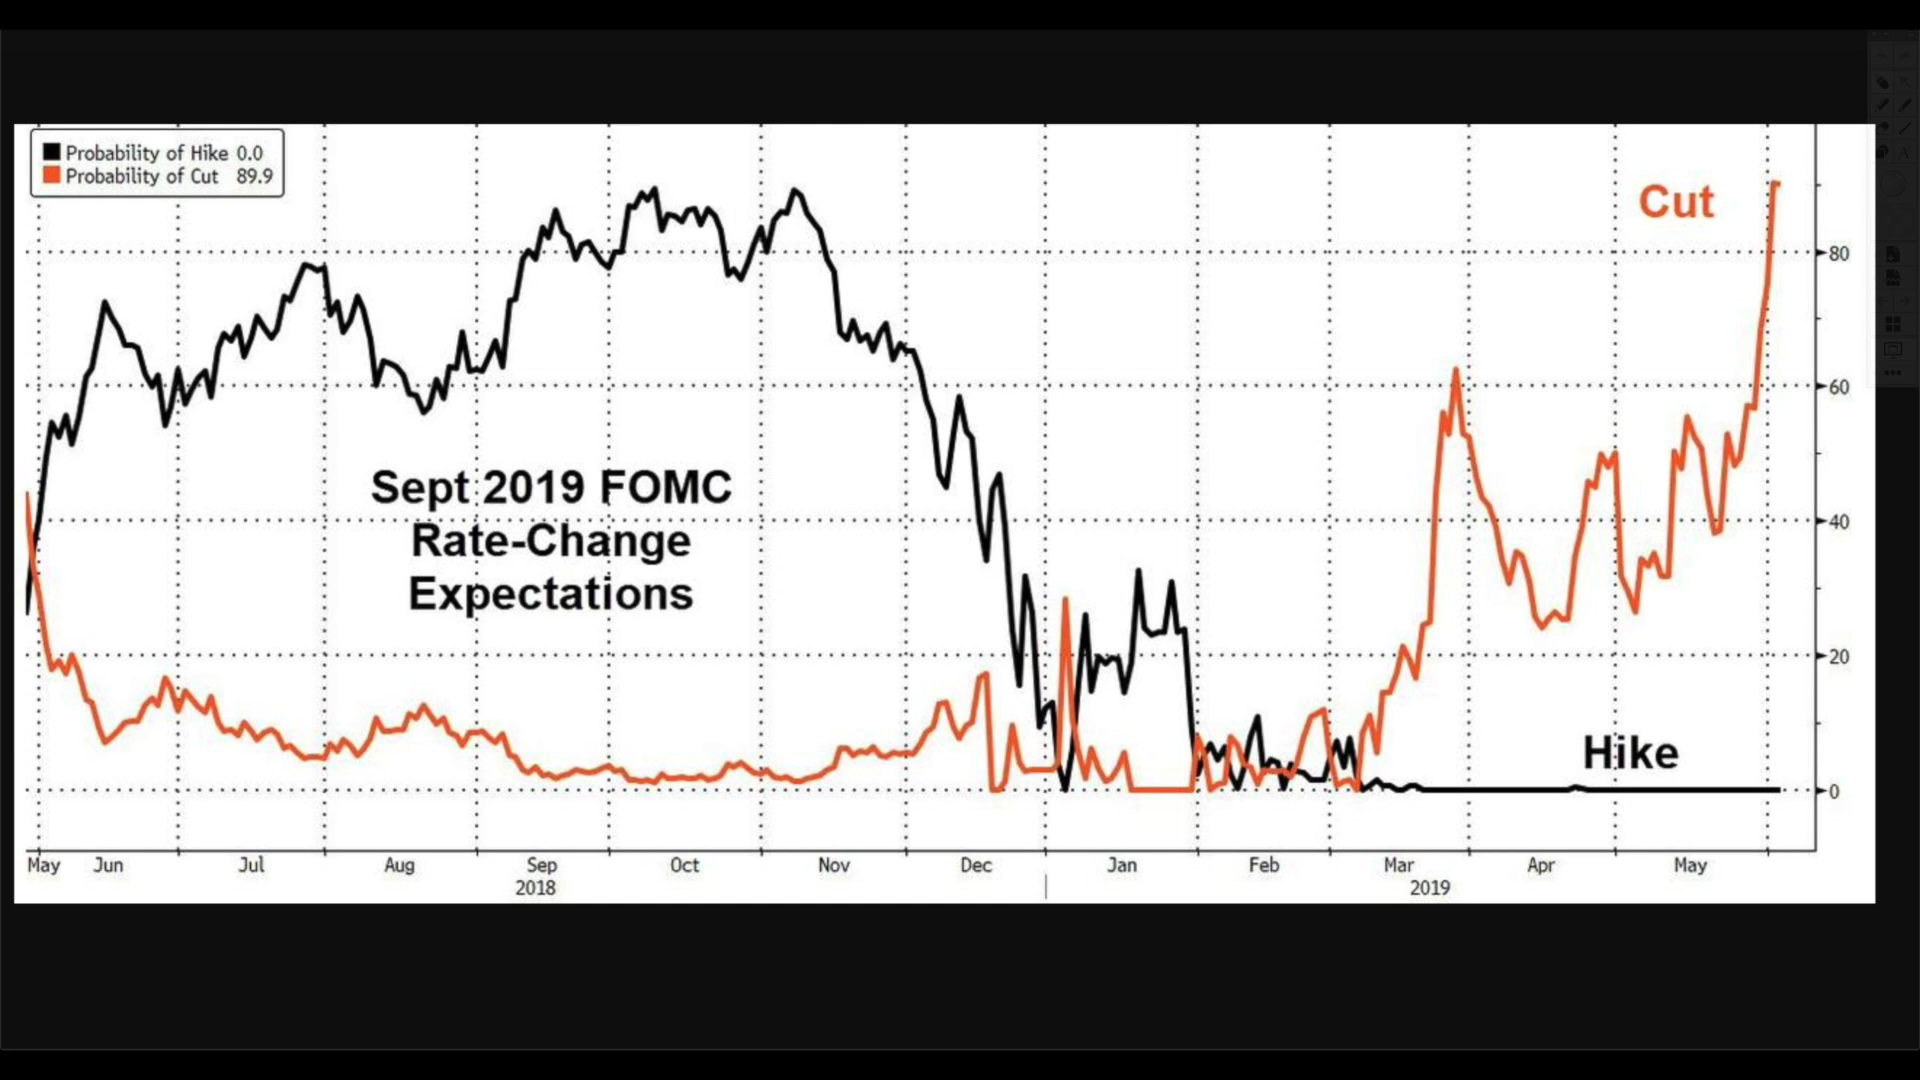 Probability of Hike 0.0
Probability of Cut 89.9
Cut
80
60
Sept 2019 FOMC
Rate-Change
Expectations
40
20
Hike
0
May Jun Jul Aug Sep Oct Nov Dec Jan Feb Mar Apr May
2018 2019